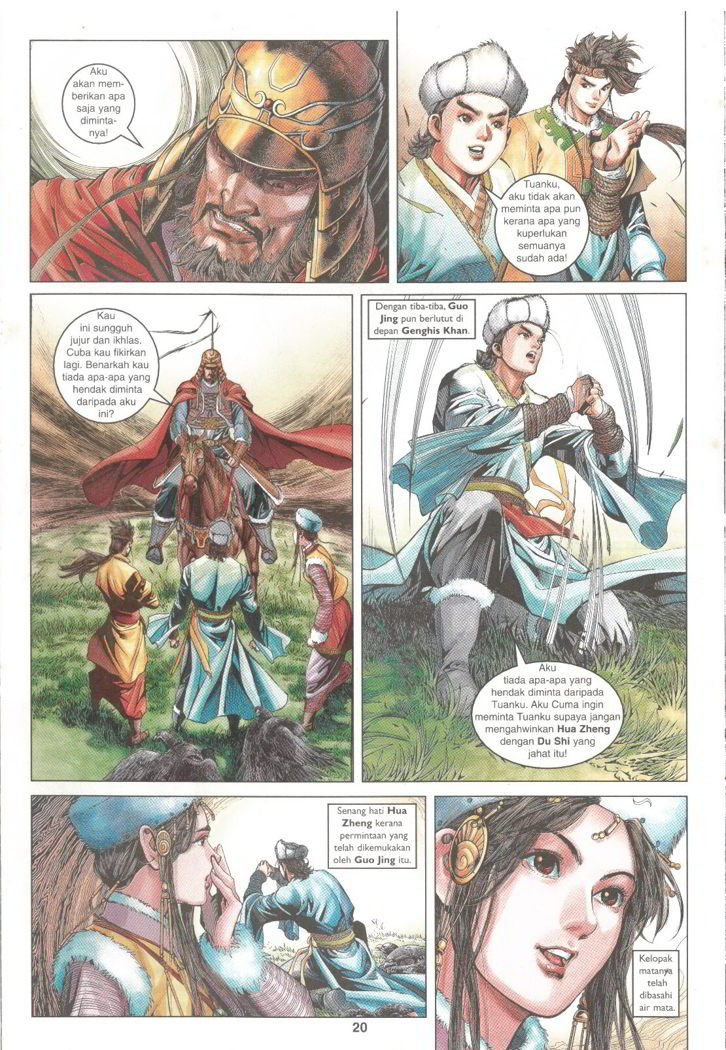 Aku
akan mem-
berikan apa
saja yang
diminta-
nya!
Tuanku,
aku tidak akan
meminta apa pun
kerana apa yang
kuperlukan
semuanya
sudah ada!
Kau
ini sungguh
jujur dan ikhlas.
Cuba kau fikirkan
lagi. Benarkah kau
tiada apa-apa yang
hendak diminta
daripada aku
ini?
Dengan tiba-tiba, Guo
Jing pun berlutut di
depan Genghis Khan.
Aku
tiada apa-apa yang
hendak diminta daripada
Tuanku. Aku Cuma ingin
meminta Tuanku supaya jangan
mengahwinkan Hua Zheng
dengan Du Shi yang
jahat itu!
Senang hati Hua
Zheng kerana
permintaan yang
telah dikemukakan
oleh Guo Jing itu.
Kelopak
matanya
telah
dibasahi
air mata.
20